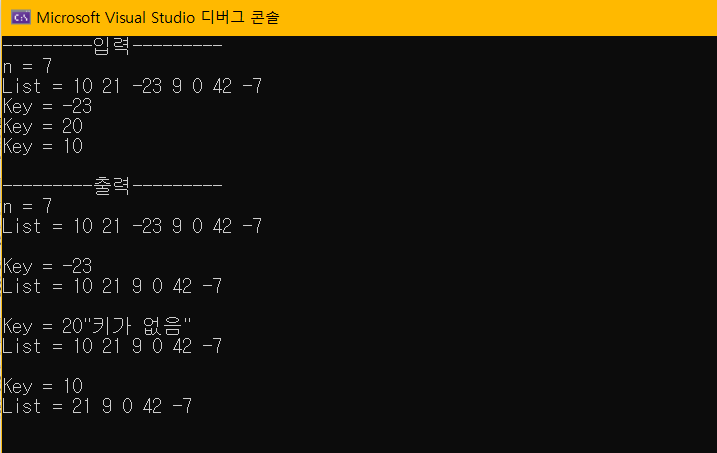 Microsoft Visual Studio 디버그 콘솔
---------입력---------
n = 7
List = 10 21 -23 9 0 42 -7
Key = -23
Key = 20
Key = 10
---------출력---------
n = 7
List = 10 21 -23 9 0 42 -7
Key = -23
List = 10 21 9 0 42 -7
Key = 20"키가 없음"
List = 10 21 9 0 42 -7
Key = 10
List = 21 9 0 42 -7